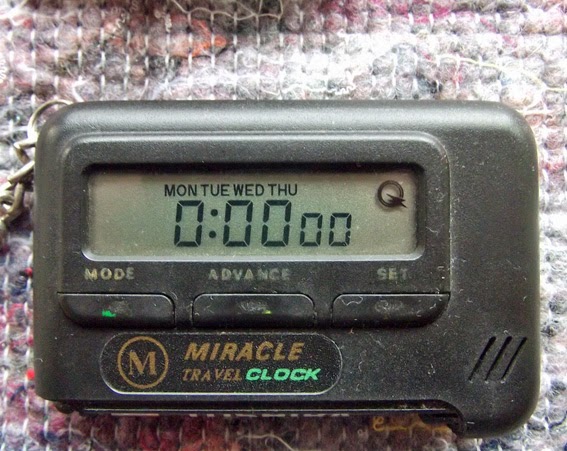 MON TUE WED THU
0:00 00
MODE ADVANCE SET
M MIRACLE
TRAVEL CLOCK